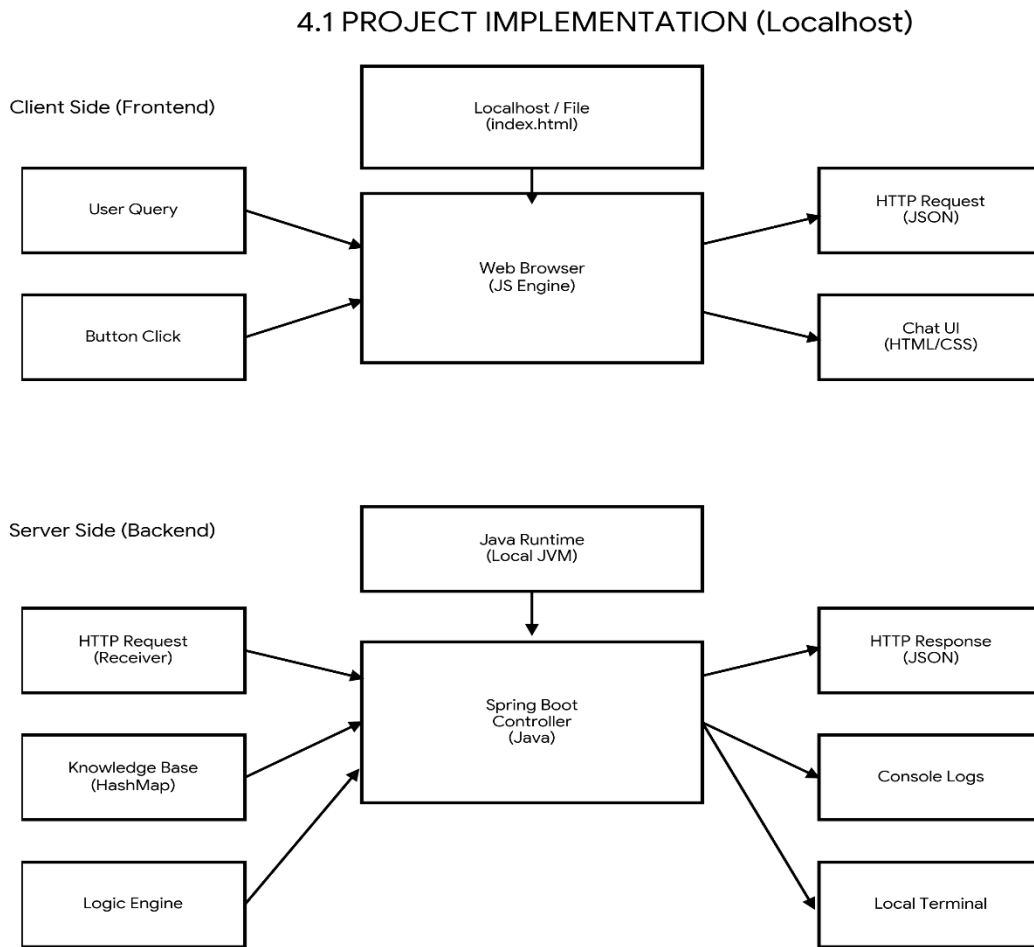 4.1 PROJECT IMPLEMENTATION (Localhost)
Client Side (Frontend)
Localhost / File
(index.html)
User Query
Web Browser
(JS Engine)
HTTP Request
(JSON)
Button Click
Chat UI
(HTML/CSS)
Server Side (Backend)
Java Runtime
(Local JVM)
HTTP Request
(Receiver)
Spring Boot
Controller
(Java)
HTTP Response
(JSON)
Knowledge Base
(HashMap)
Console Logs
Logic Engine
Local Terminal